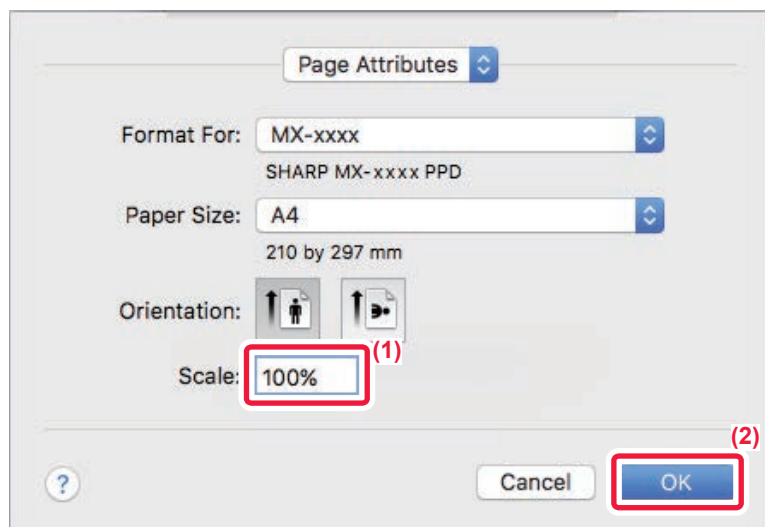 Page Attributes
Format For: MX-xxxx
SHARP MX-xxxx PPD
Paper Size: A4
210 by 297 mm
Orientation:
(1)
Scale: 100%
(2)
? Cancel OK